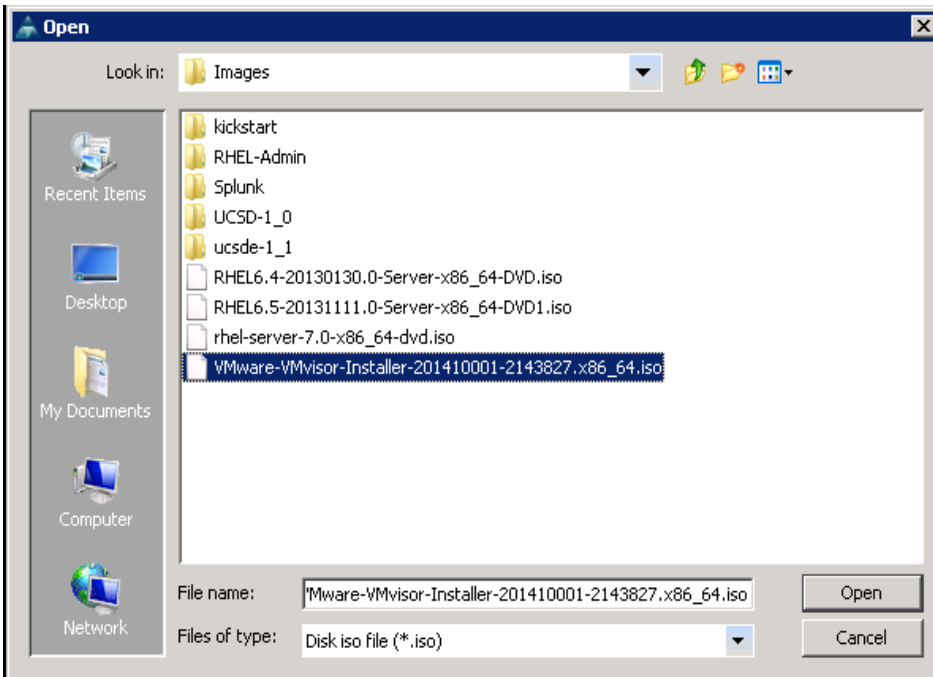 Open
Look in:
Images
Recent Items
Desktop
My Documents
Computer
Network
kickstart
RHEL-Admin
Splunk
UCSD-1_0
ucsde-1_1
RHEL6.4-20130130.0-Server-x86_64-DVD.iso
RHEL6.5-20131111.0-Server-x86_64-DVD1.iso
rhel-server-7.0-x86_64-dvd.iso
VMware-VMvisor-Installer-201410001-2143827.x86_64.iso
File name:
'Mware-VMvisor-Installer-201410001-2143827.x86_64.iso
Open
Files of type:
Disk iso file (*.iso)
Cancel